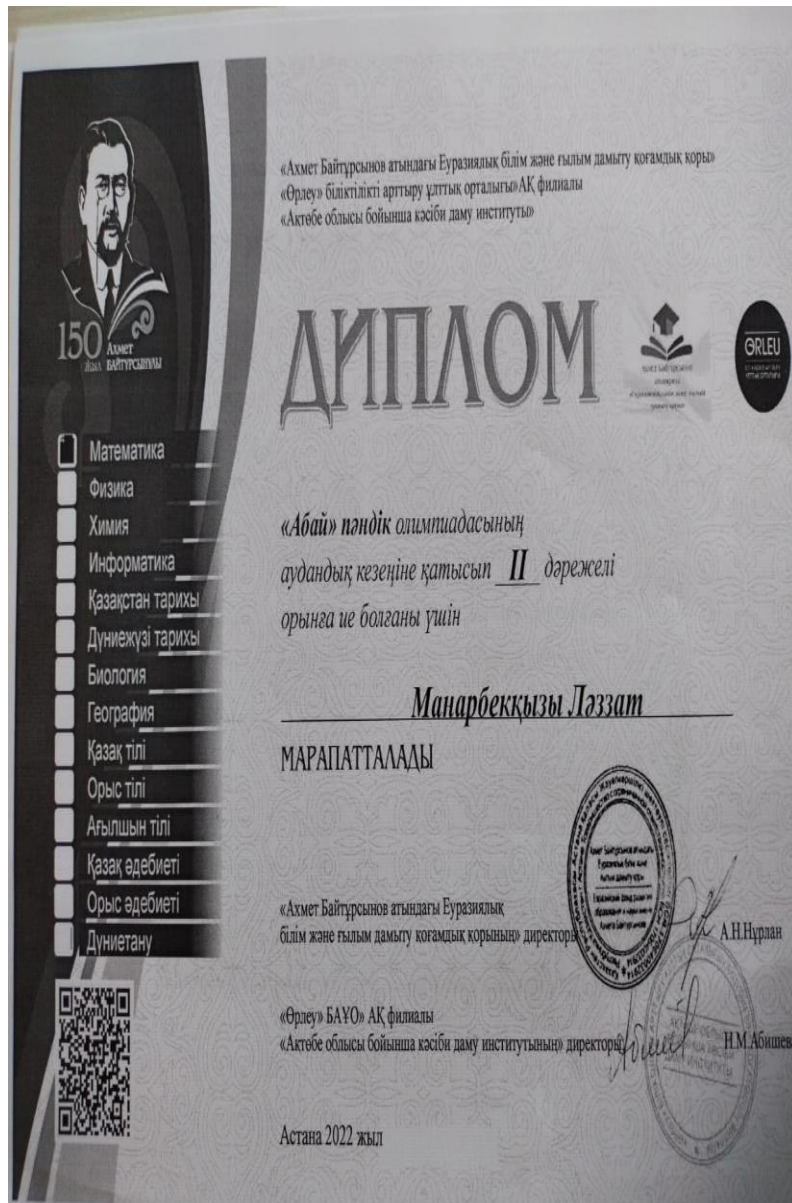 «Ахмет Байтұрсынов атындағы Еуразиялық білім және ғылым дамыту қоғамдық қоры»
«Өрлеу» біліктілікті арттыру ұлттық орталығы»АҚ филиалы
«Ақтөбе облысы бойынша кәсіби даму институты»
150
жыл
Ахмет
БАЙТҰРСЫНҰЛЫ
ДИПЛОМ
ӨRLEU
Математика
Физика
Химия
Информатика
Қазақстан тарихы
Дүниежүзі тарихы
Биология
География
Қазақ тілі
Орыс тілі
Ағылшын тілі
Қазақ әдебиеті
Орыс әдебиеті
Дүниетану
«Абай» пәндік олимпиадасының
аудандық кезеңіне қатысып II дәрежелі
орынға ие болғаны үшін
Манарбекқызы Ләззат
МАРАПАТТАЛАДЫ
«Ахмет Байтұрсынов атындағы Еуразиялық
білім және ғылым дамыту қоғамдық қорының» директоры
А.Н.Нұрлан
«Өрлеу» БАҰО» АҚ филиалы
«Ақтөбе облысы бойынша кәсіби даму институтының» директоры
Н.М.Абишев
Астана 2022 жыл